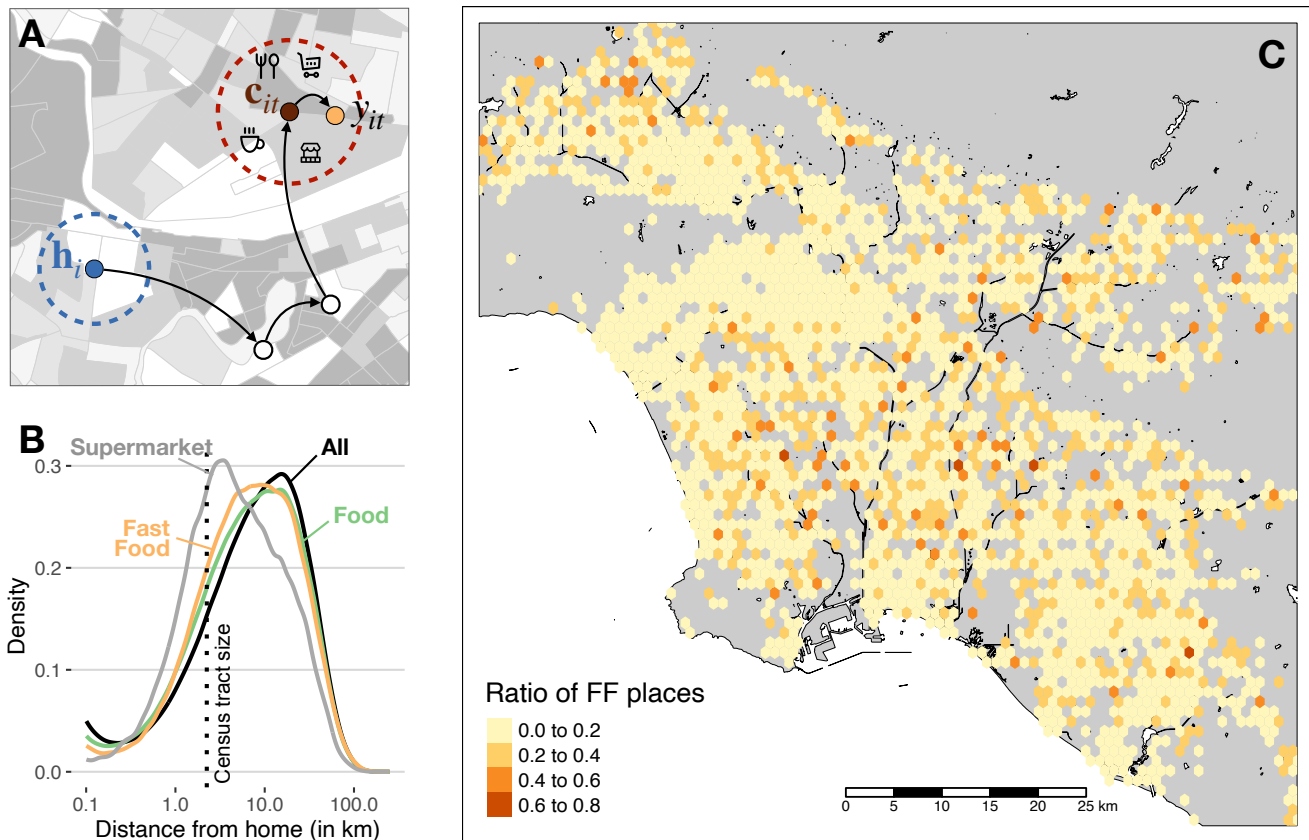 A
c_it
y_it
h_i
B
Supermarket
All
Fast
Food
Food
Density
0.3
0.2
0.1
0.0
Census tract size
0.1
1.0
10.0
100.0
Distance from home (in km)
C
Ratio of FF places
0.0 to 0.2
0.2 to 0.4
0.4 to 0.6
0.6 to 0.8
0 5 10 15 20 25 km